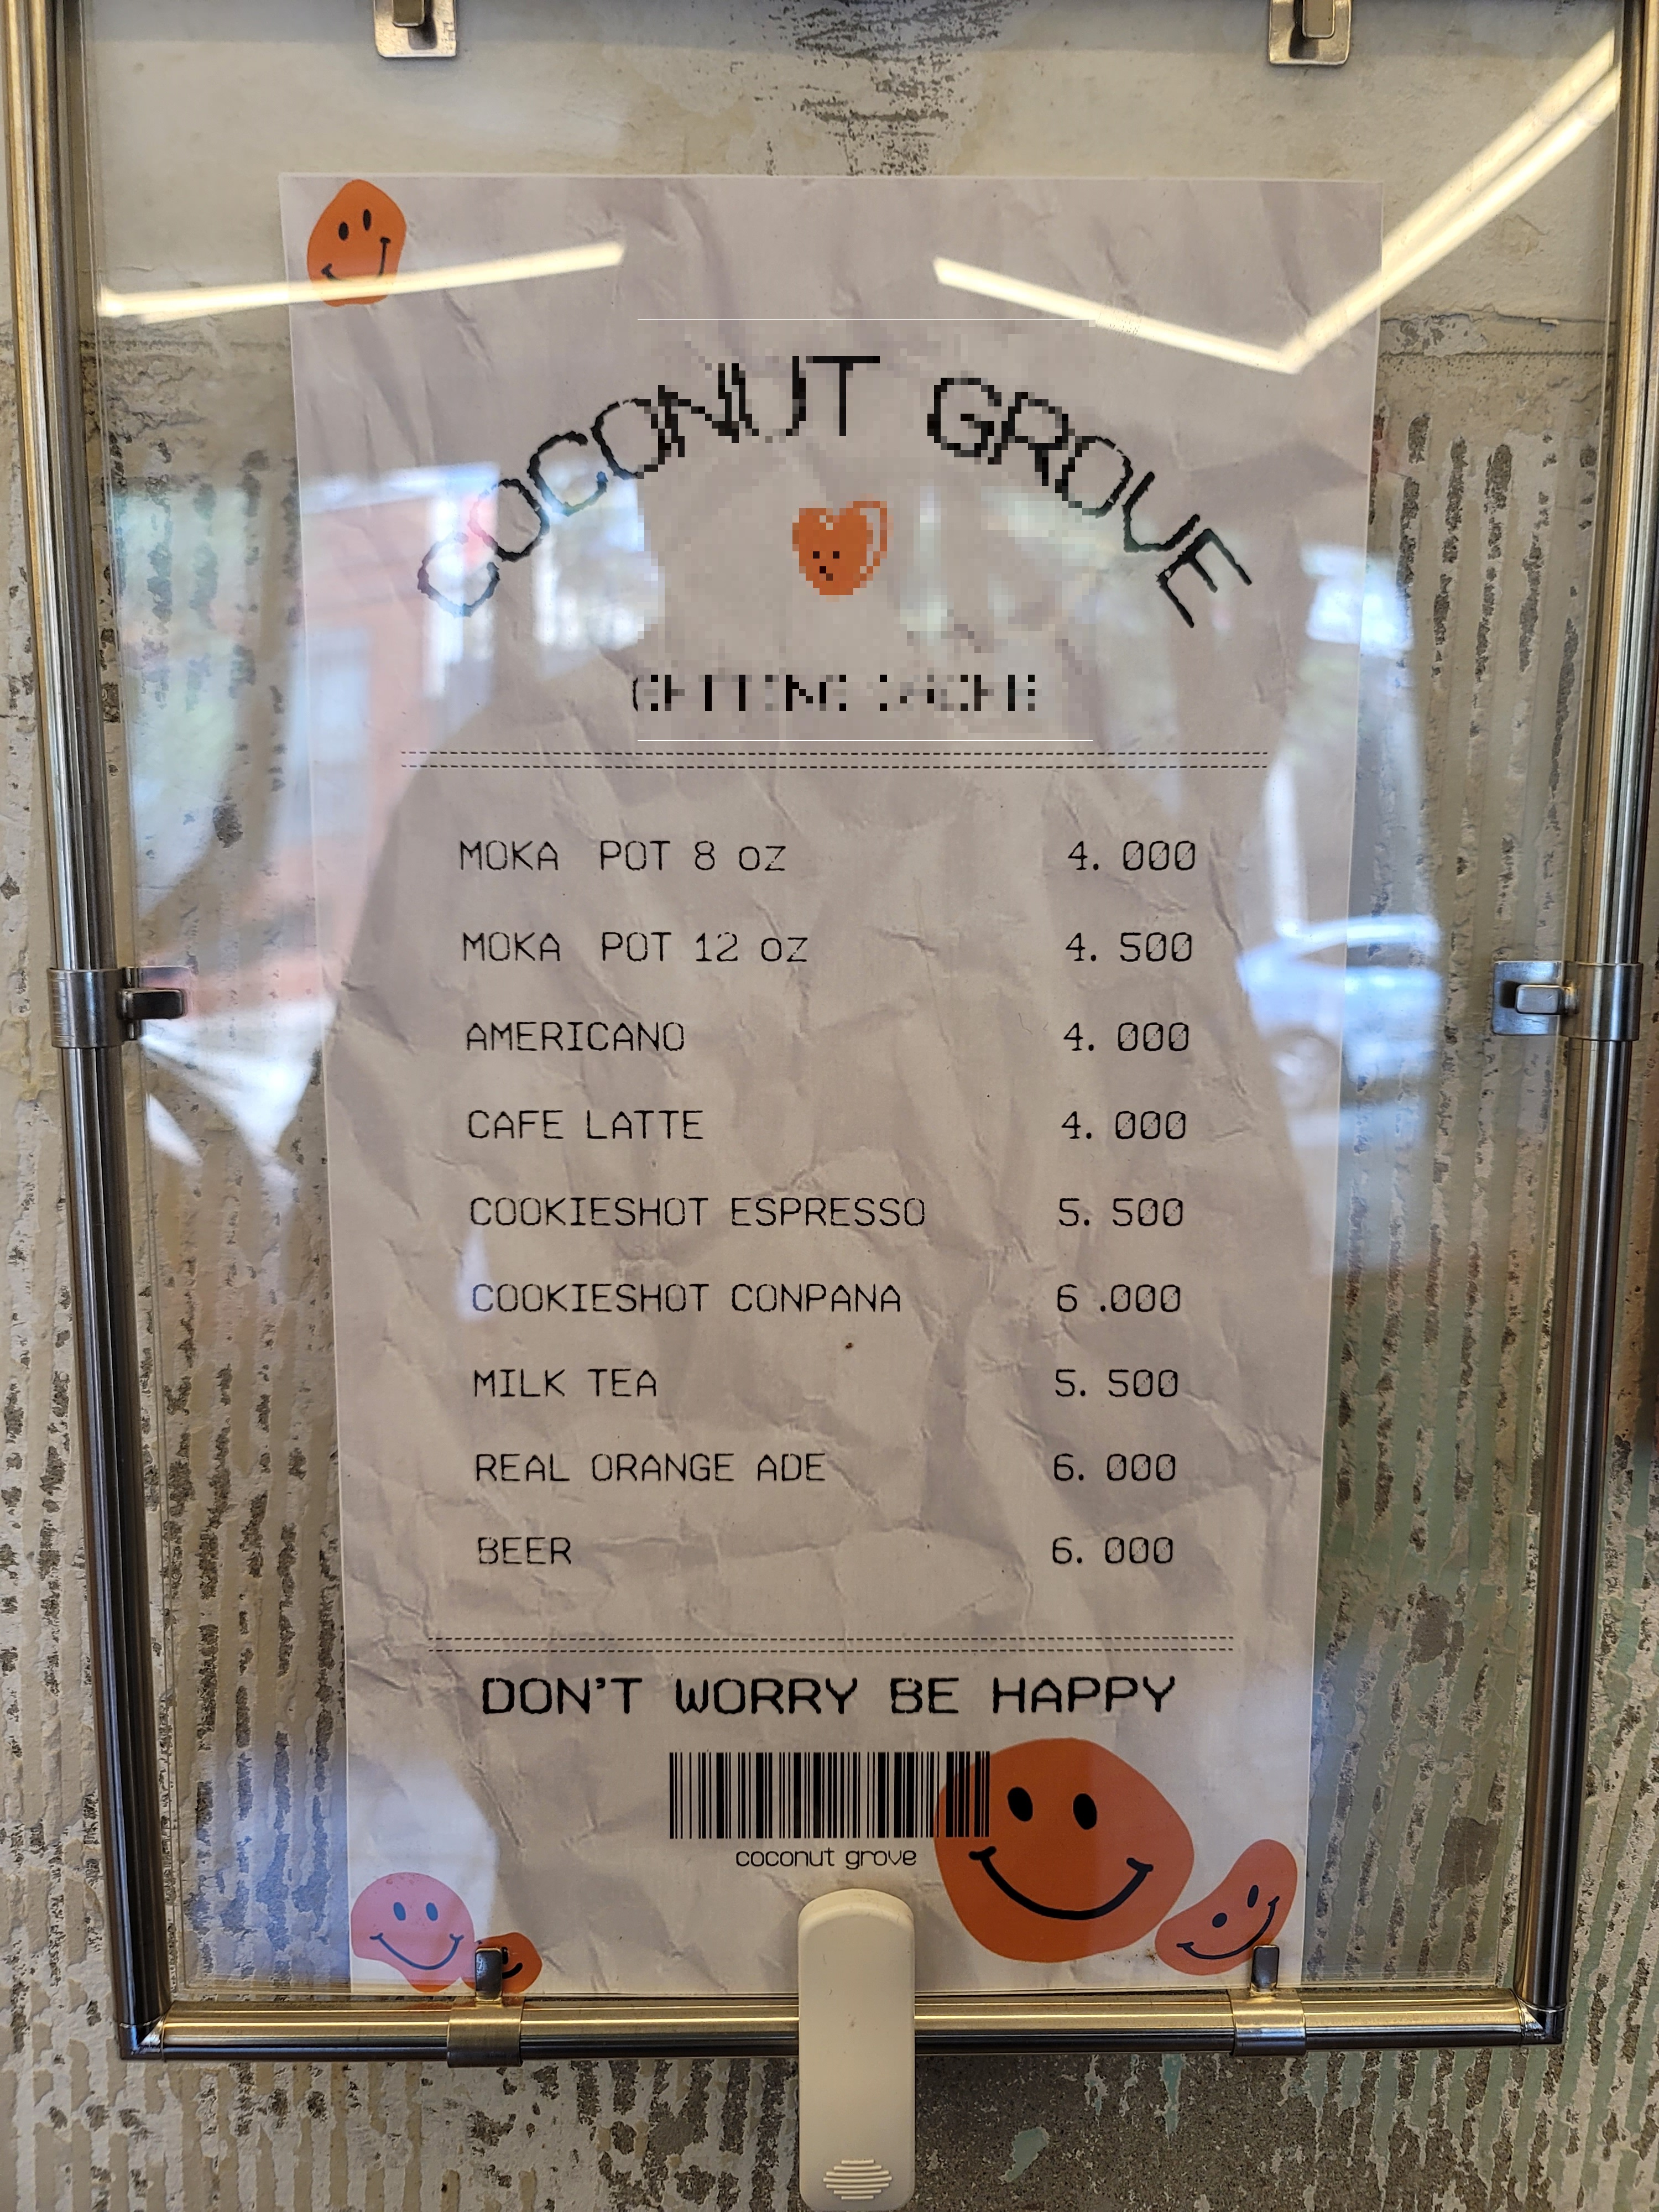 COCONUT GROVE
MOKA POT 8 oz 4. 000
MOKA POT 12 oz 4. 500
AMERICANO 4. 000
CAFE LATTE 4. 000
COOKIESHOT ESPRESSO 5. 500
COOKIESHOT CONPANA 6 .000
MILK TEA 5. 500
REAL ORANGE ADE 6. 000
BEER 6. 000
DON'T WORRY BE HAPPY
coconut grove